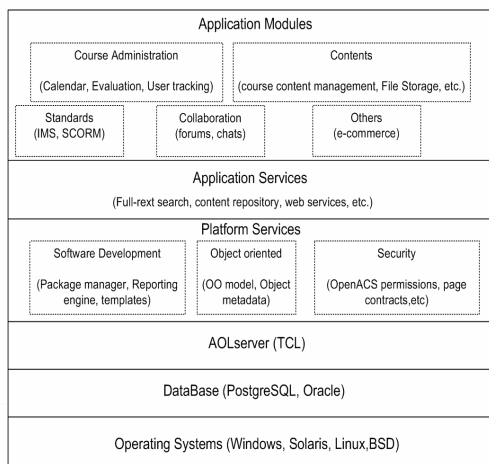 Application Modules
Course Administration
(Calendar, Evaluation, User tracking)
Contents
(course content management, File Storage, etc.)
Standards
(IMS, SCORM)
Collaboration
(forums, chats)
Others
(e-commerce)
Application Services
(Full-rext search, content repository, web services, etc.)
Platform Services
Software Development
(Package manager, Reporting
engine, templates)
Object oriented
(OO model, Object
metadata)
Security
(OpenACS permissions, page
contracts,etc)
AOLserver (TCL)
DataBase (PostgreSQL, Oracle)
Operating Systems (Windows, Solaris, Linux,BSD)